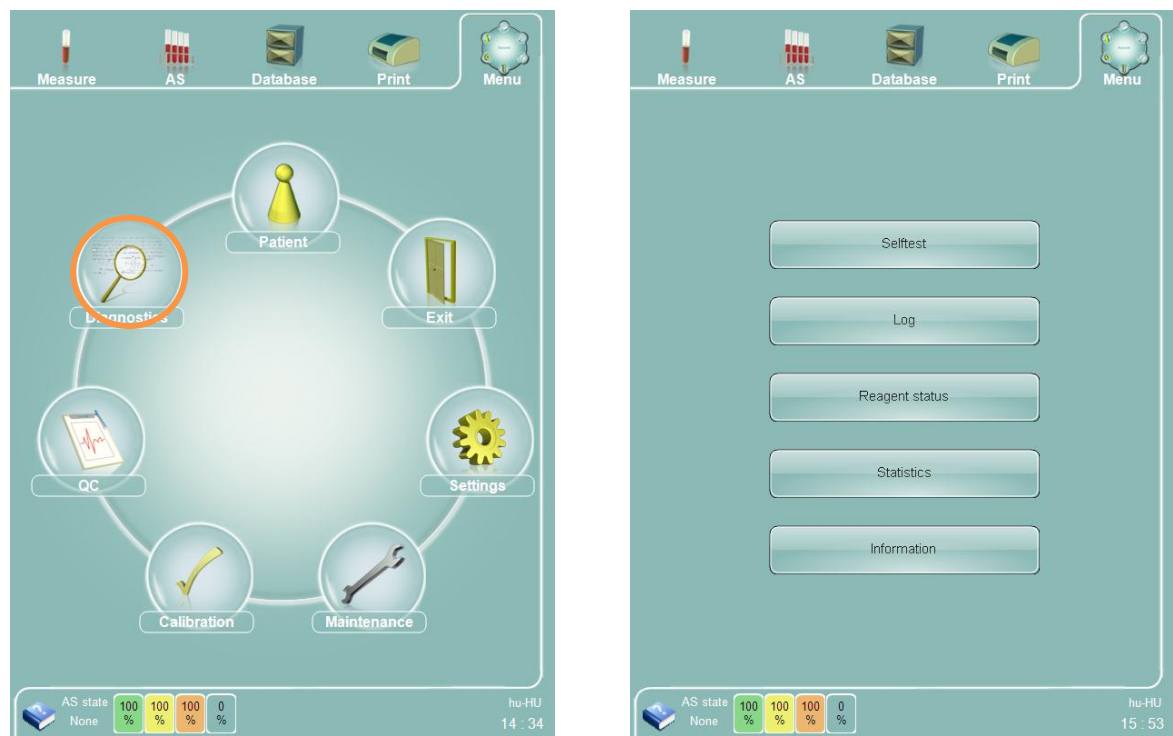 Measure
AS
Database
Print
Menu
Patient
Diagnostics
Exit
QC
Settings
Calibration
Maintenance
AS state
None
100
%
100
%
100
%
0
%
hu-HU
14 : 34
Measure
AS
Database
Print
Menu
Selftest
Log
Reagent status
Statistics
Information
AS state
None
100
%
100
%
100
%
0
%
hu-HU
15 : 53